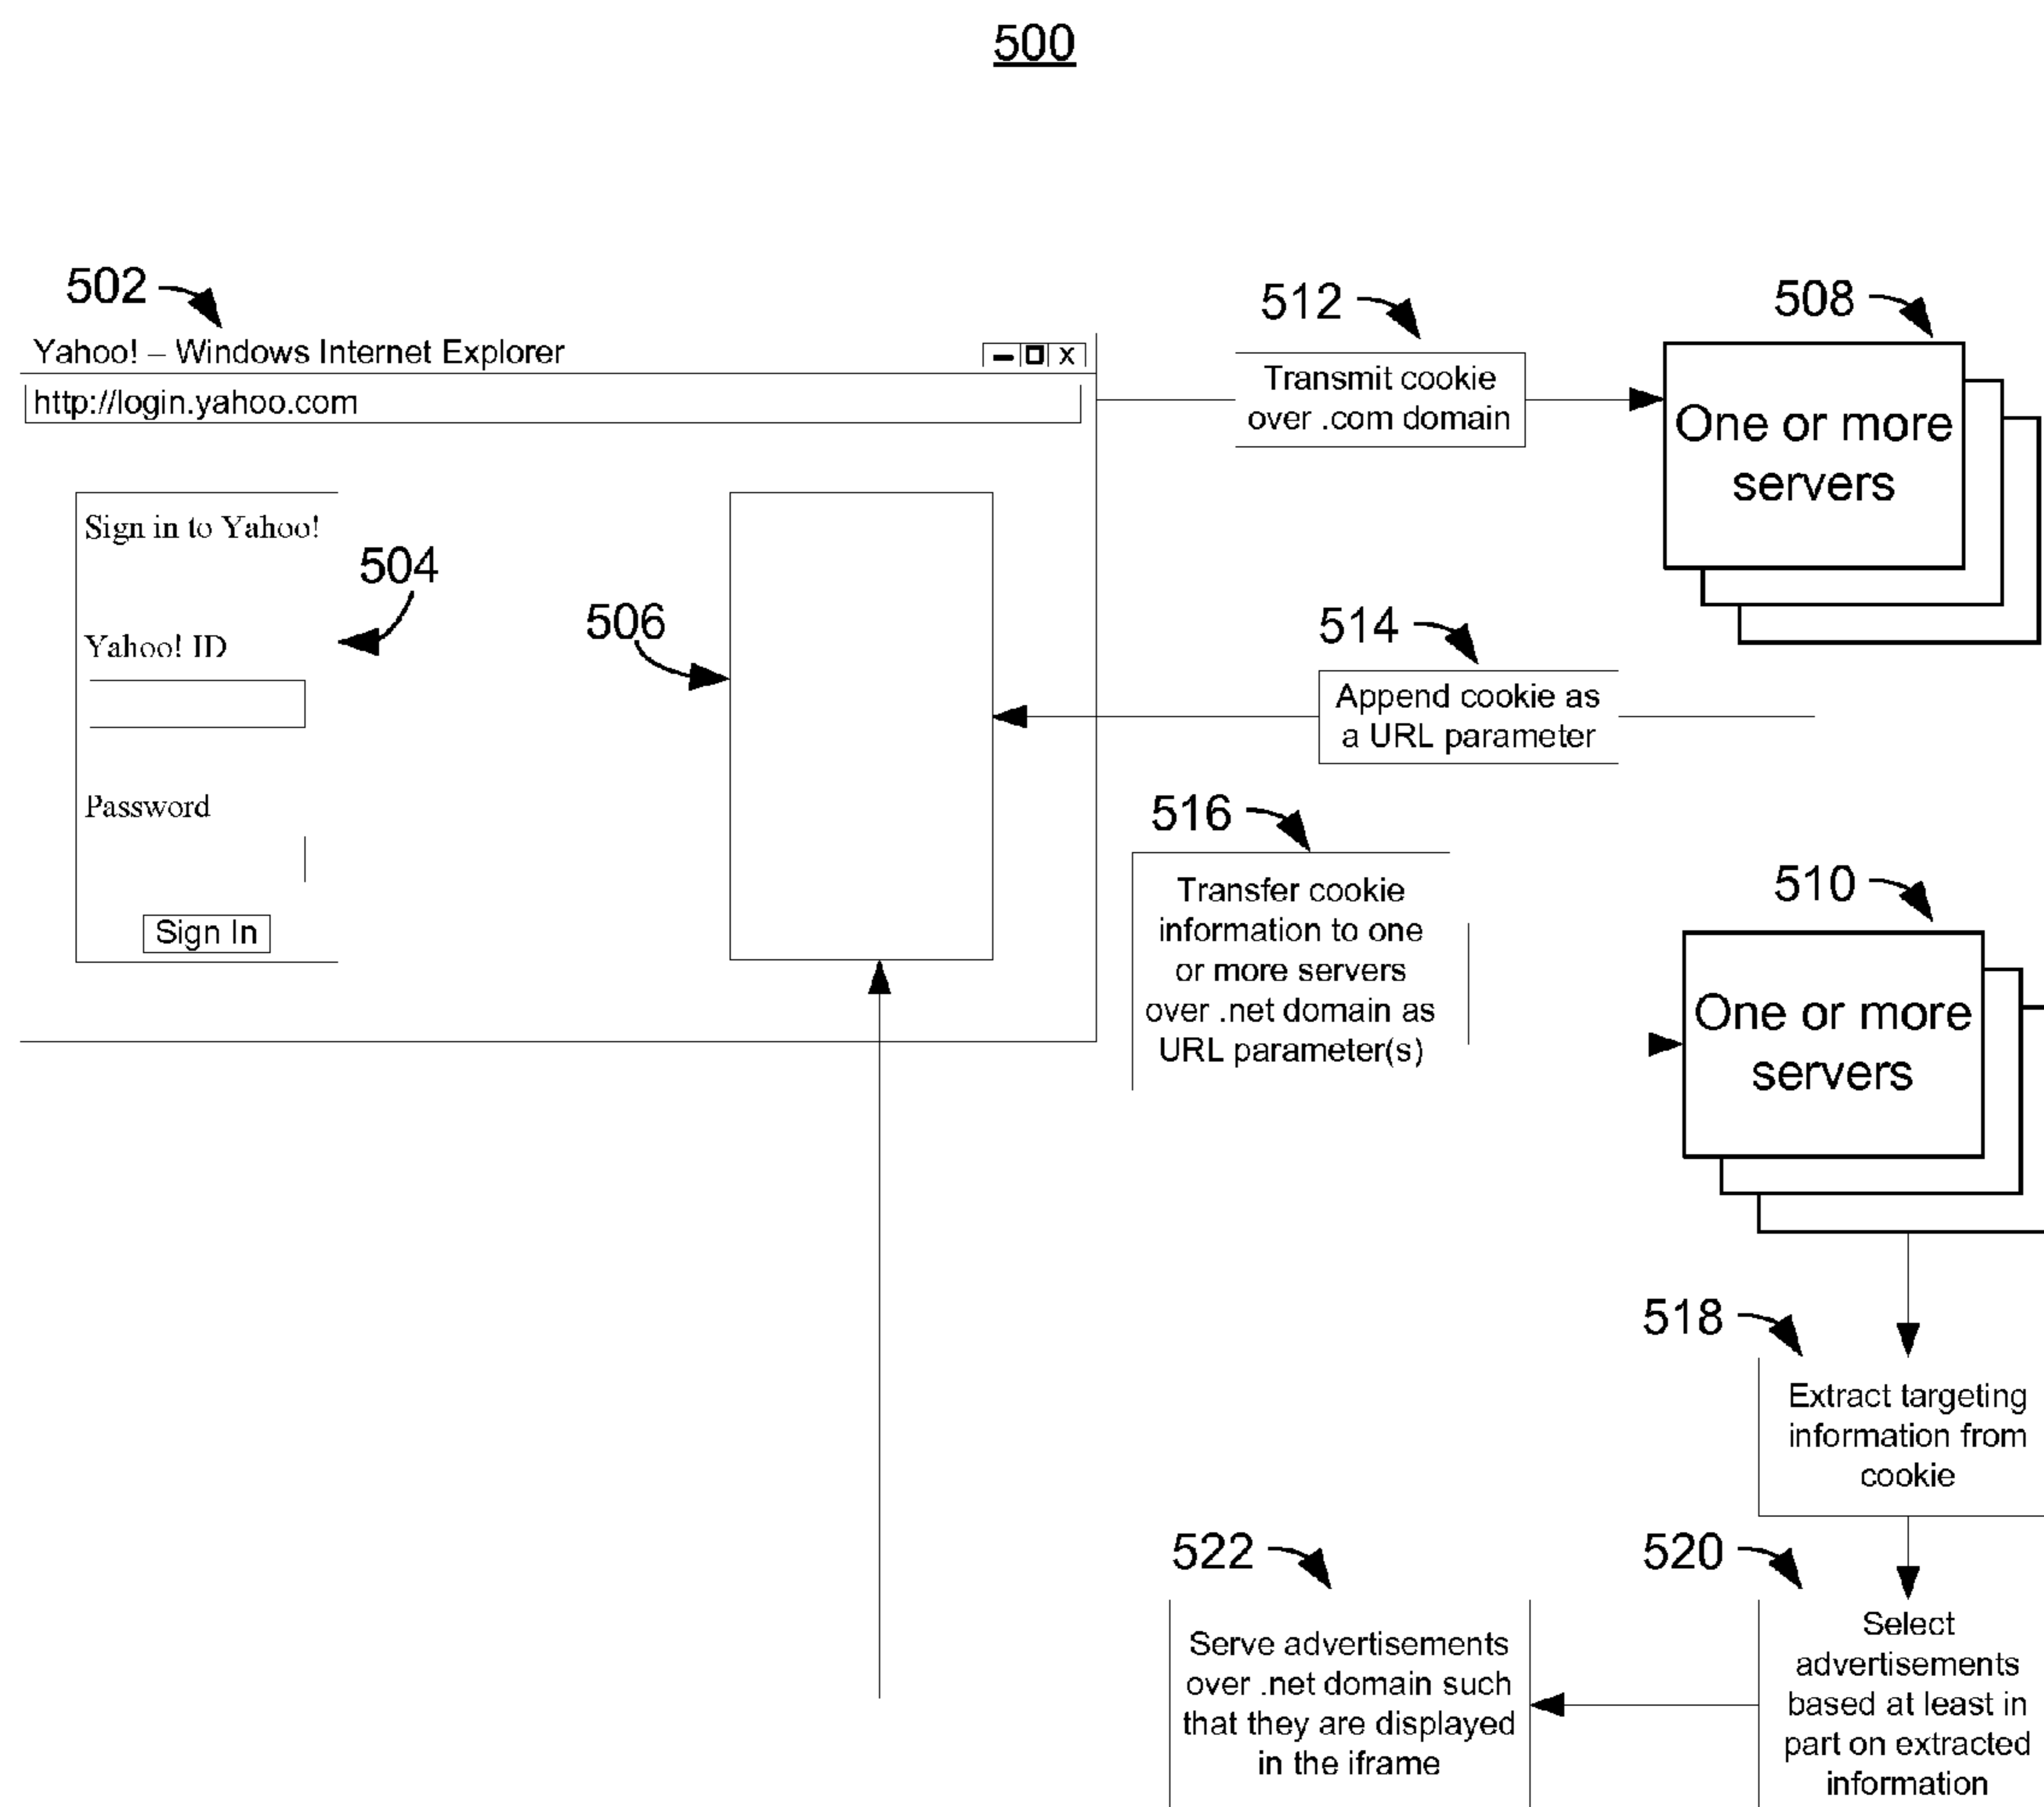 500
502
Yahoo! – Windows Internet Explorer
X
http://login.yahoo.com
Sign in to Yahoo!
504
Yahoo! ID
Password
Sign In
506
512
Transmit cookie
over .com domain
508
One or more
servers
514
Append cookie as
a URL parameter
516
Transfer cookie
information to one
or more servers
over .net domain as
URL parameter(s)
510
One or more
servers
518
Extract targeting
information from
cookie
520
Select
advertisements
based at least in
part on extracted
information
522
Serve advertisements
over .net domain such
that they are displayed
in the iframe